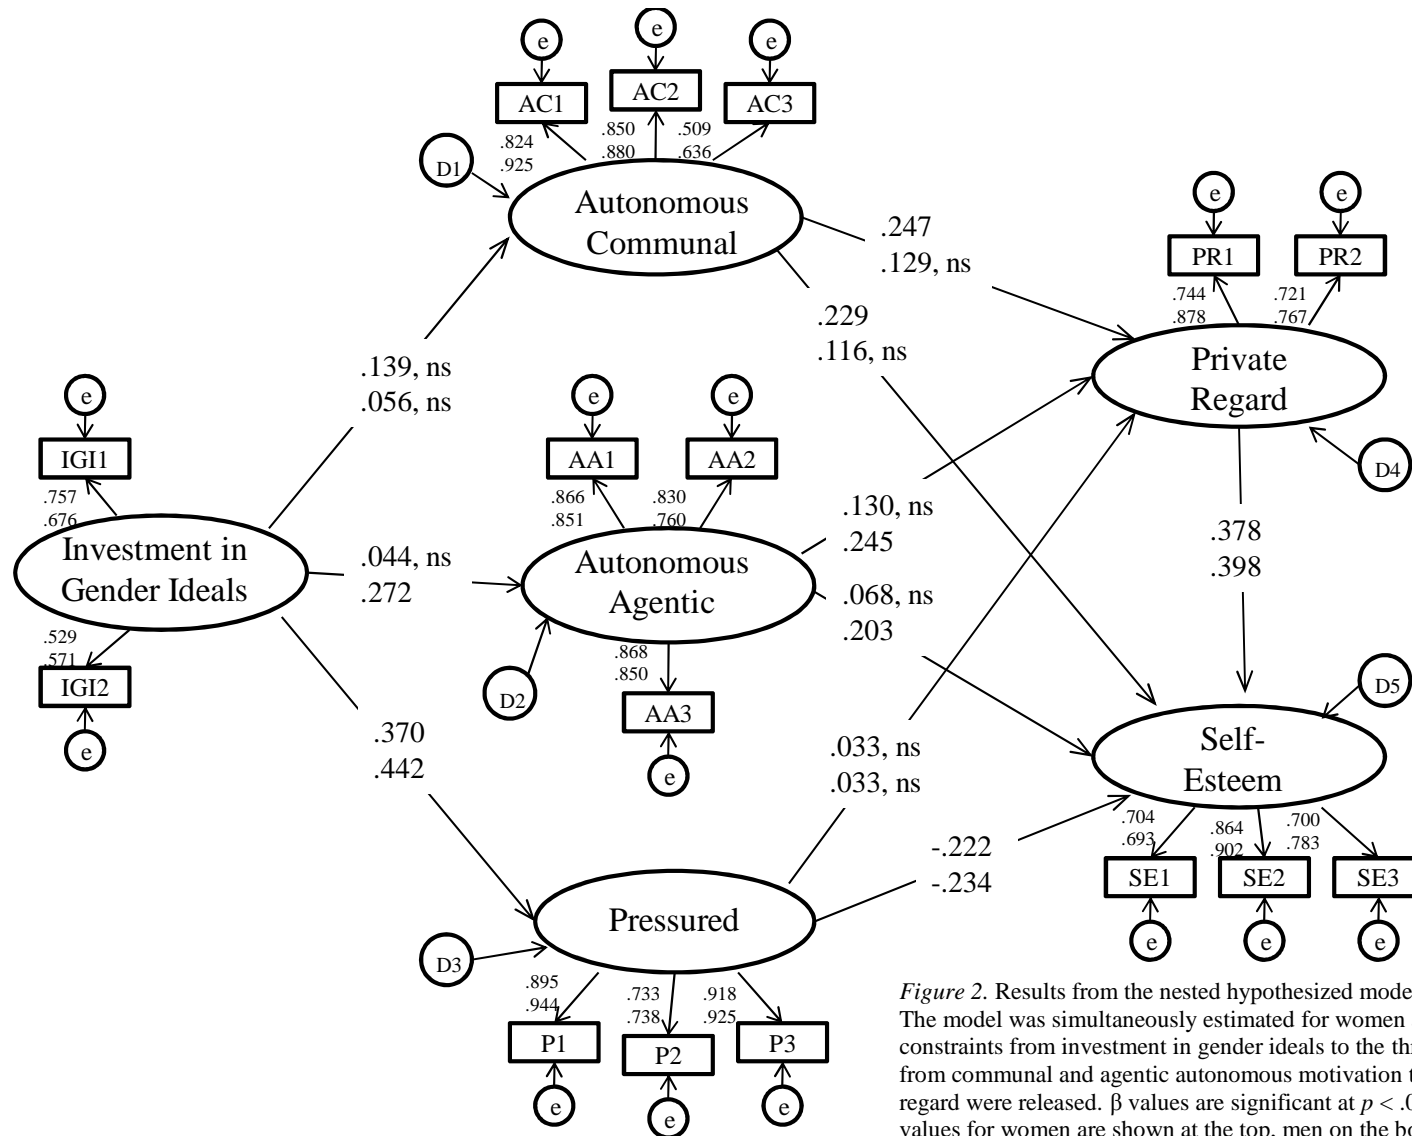 e
e
e
AC1
AC2
AC3
.824
.925
.850
.880
.509
.636
D1
Autonomous
Communal
.247
.129, ns
.229
.116, ns
e
e
PR1
PR2
.744
.878
.721
.767
Private
Regard
D4
.139, ns
.056, ns
e
IGI1
.757
.676
Investment in
Gender Ideals
.529
.571
IGI2
e
.044, ns
.272
e
e
AA1
AA2
.866
.851
.830
.760
Autonomous
Agentic
D2
.868
.850
AA3
e
.130, ns
.245
.068, ns
.203
.378
.398
D5
Self-
Esteem
.704
.693
.864
.902
.700
.783
SE1
SE2
SE3
e
e
e
.370
.442
.033, ns
.033, ns
-.222
-.234
Pressured
D3
.895
.944
.733
.738
.918
.925
P1
P2
P3
e
e
e
Figure 2. Results from the nested hypothesized mode
The model was simultaneously estimated for women
constraints from investment in gender ideals to the th
from communal and agentic autonomous motivation t
regard were released. β values are significant at p < .0
values for women are shown at the top, men on the bo